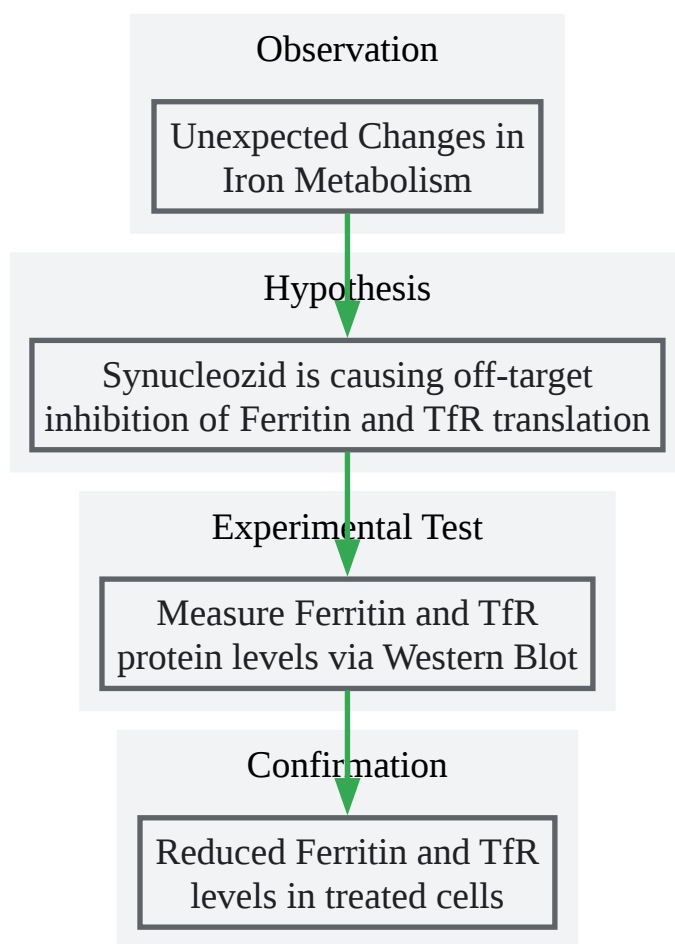 Observation
Unexpected Changes in
Iron Metabolism
Hypothesis
Synucleozid is causing off-target
inhibition of Ferritin and TfR translation
Experimental Test
Measure Ferritin and TfR
protein levels via Western Blot
Confirmation
Reduced Ferritin and TfR
levels in treated cells